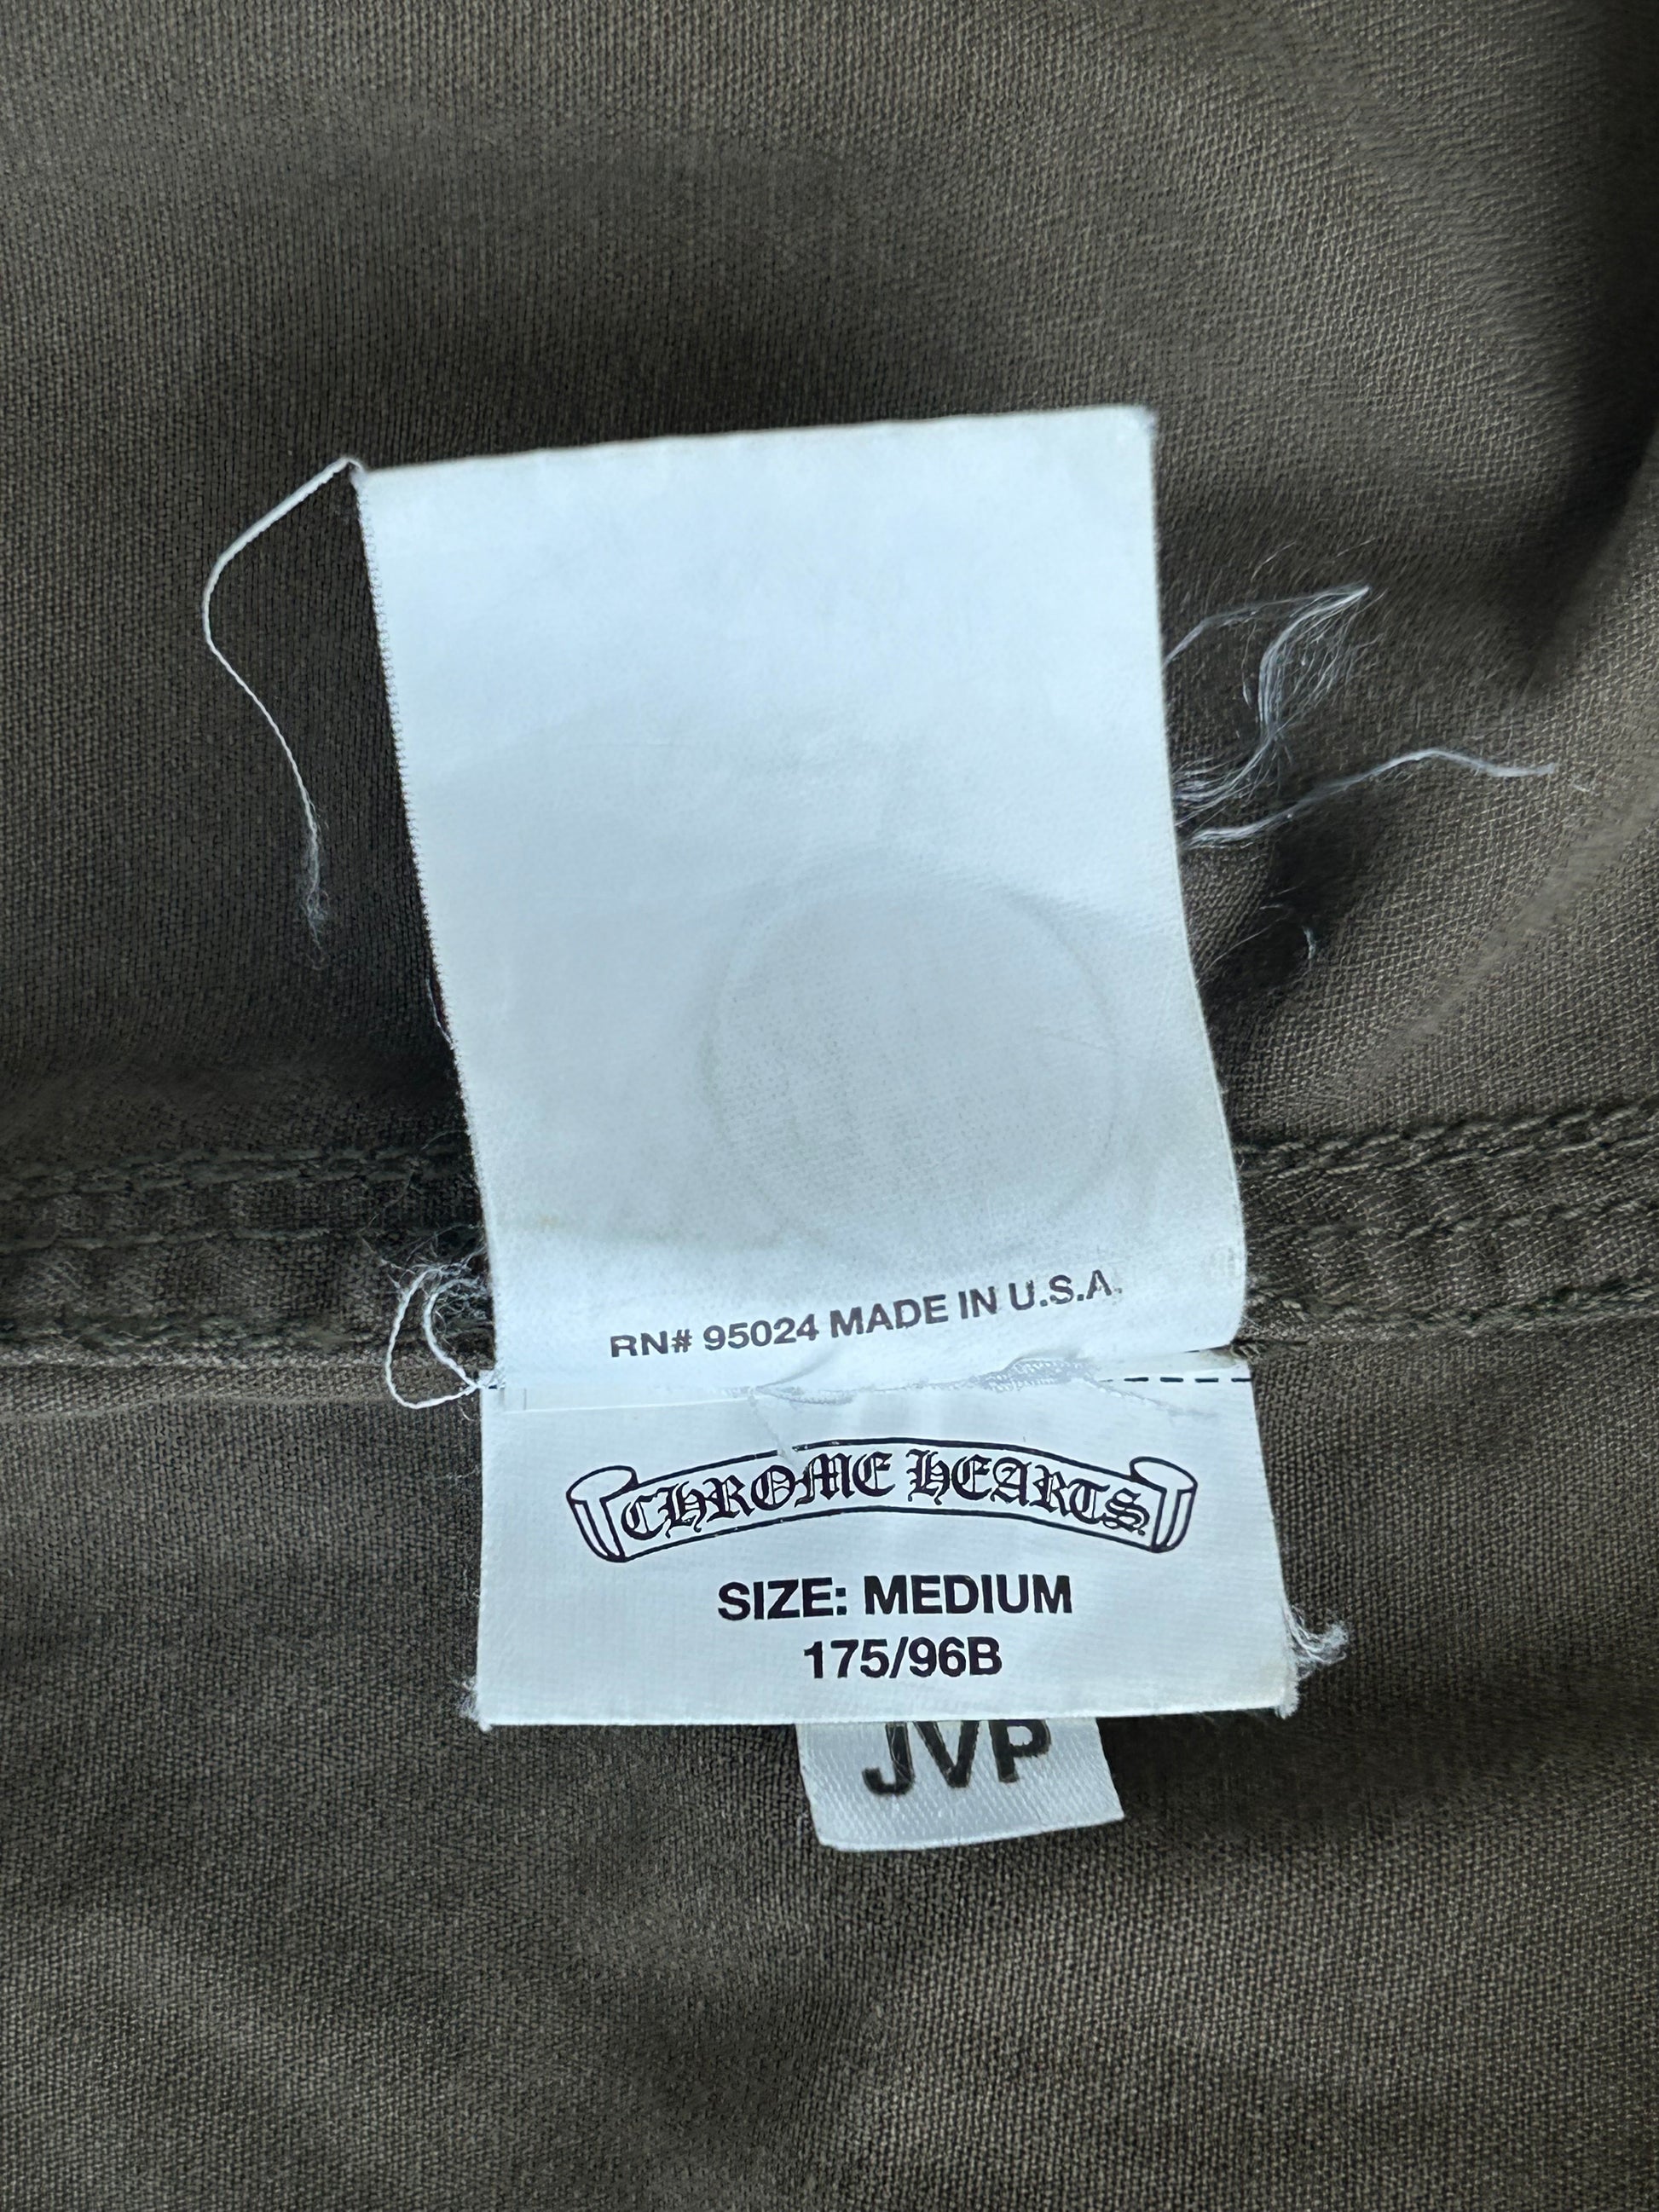 RN# 95024 MADE IN U.S.A.
CHROME HEARTS
SIZE: MEDIUM
175/96B
JVP